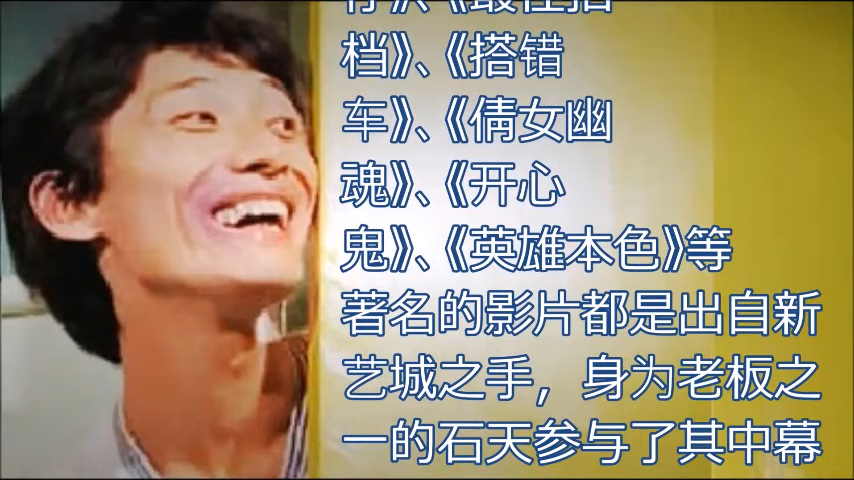 档》、《搭错
车》、《倩女幽
魂》、《开心
鬼》、《英雄本色》等
著名的影片都是出自新
艺城之手，身为老板之
一的石天参与了其中幕